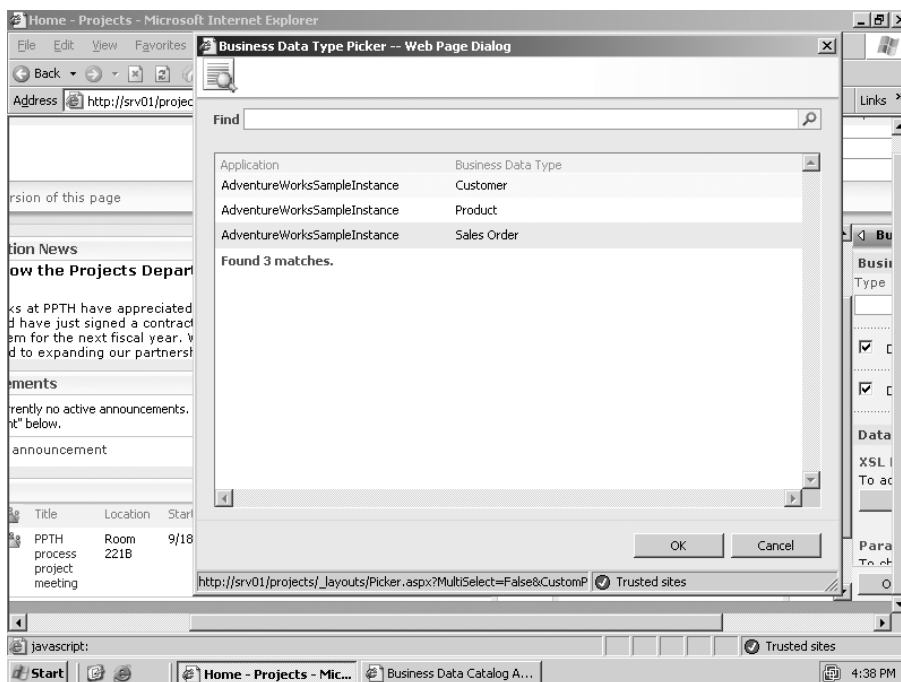 Home - Projects - Microsoft Internet Explorer
File Edit View Favorites
Back
Address http://srv01/projec
Links
Business Data Type Picker -- Web Page Dialog
Find
Application Business Data Type
AdventureWorksSampleInstance Customer
AdventureWorksSampleInstance Product
AdventureWorksSampleInstance Sales Order
Found 3 matches.
OK Cancel
http://srv01/projects/_layouts/Picker.aspx?MultiSelect=False&CustomP Trusted sites
rsion of this page
tion News
ow the Projects Depart
ks at PPTH have appreciated
d have just signed a contract
em for the next fiscal year. W
d to expanding our partnersh
ements
rrently no active announcements.
nt" below.
announcement
Title Location Start
PPTH Room 9/18
process 221B
project
meeting
Bu
Busin
Type
D
D
Data
XSL
To ad
Para
To ch
O
javascript: Trusted sites
Start Home - Projects - Mic... Business Data Catalog A... 4:38 PM